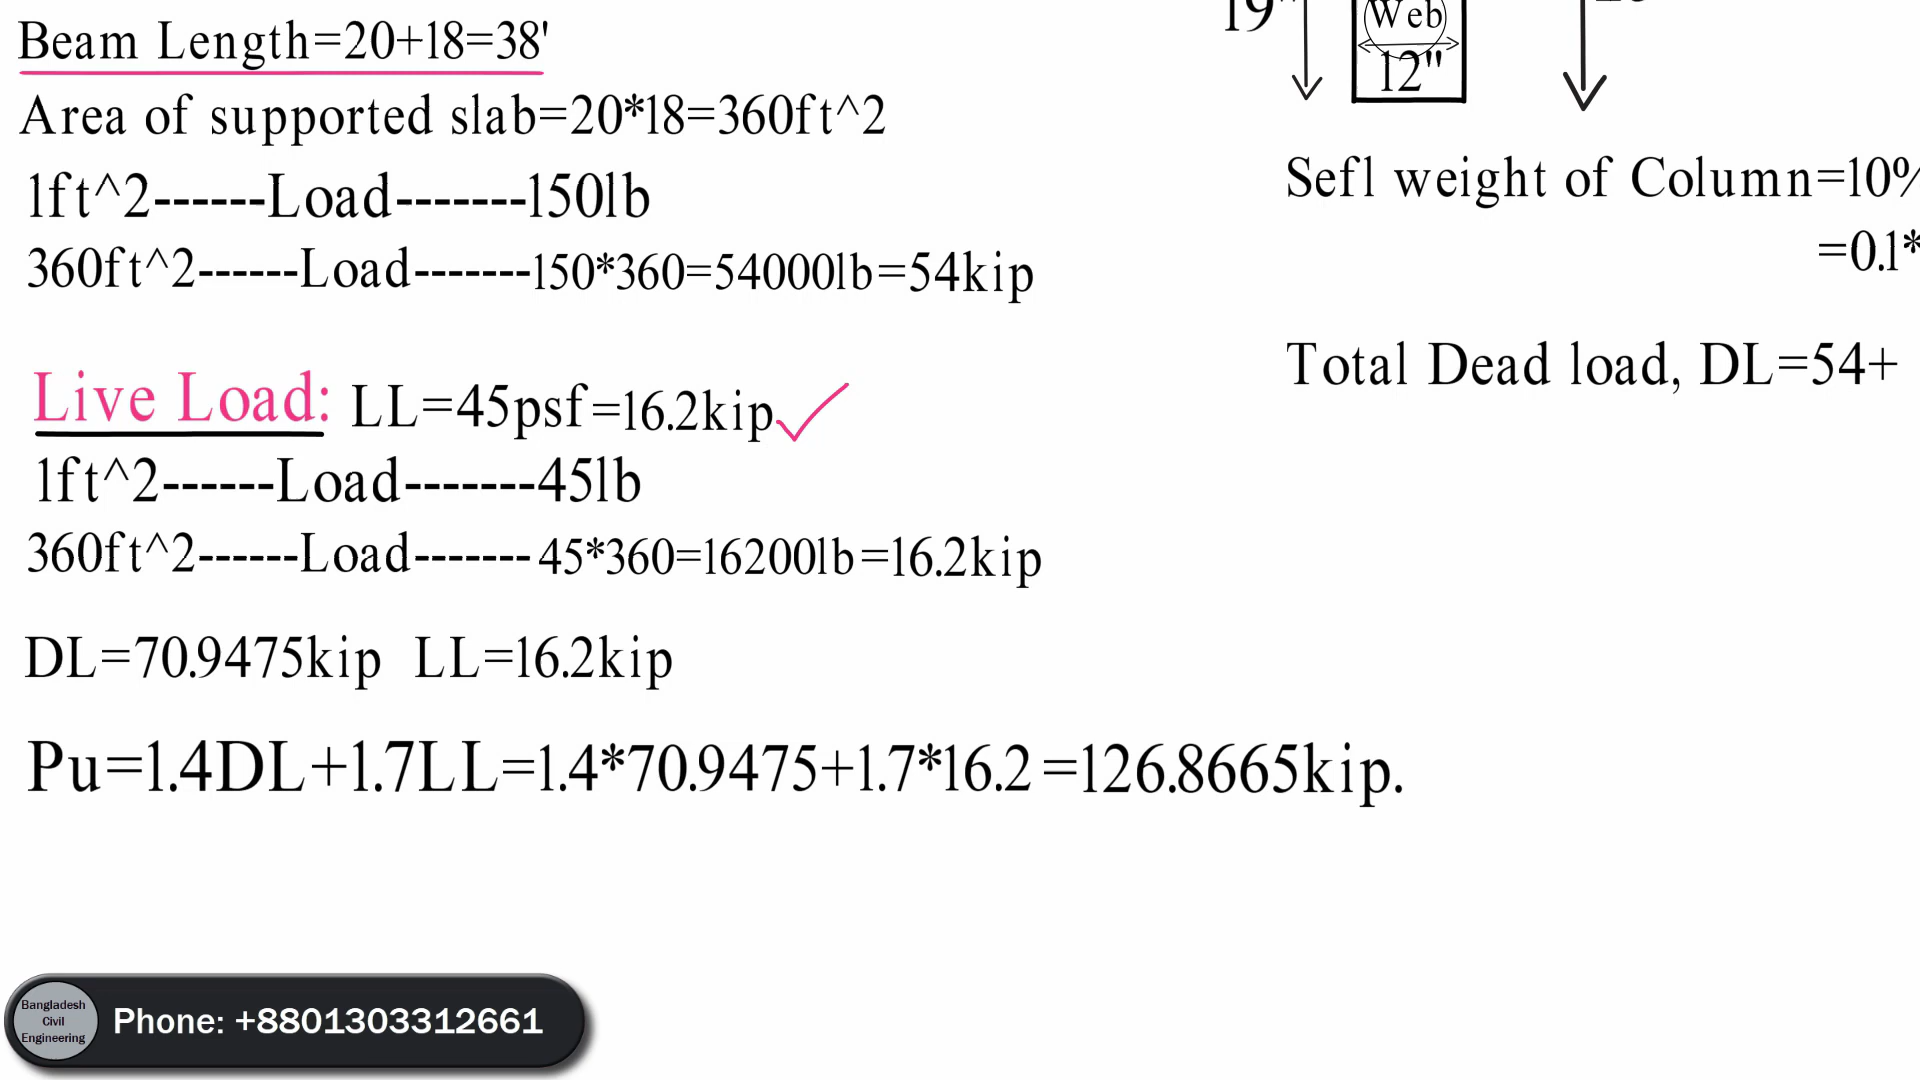 Beam Length=20+18=38'
Area of supported slab=20*18=360ft^2
1ft^2------Load-------150lb
360ft^2------Load-------150*360=54000lb=54kip
Live Load: LL=45psf=16.2kip
1ft^2------Load-------45lb
360ft^2------Load-------45*360=16200lb=16.2kip
DL=70.9475kip LL=16.2kip
Pu=1.4DL+1.7LL=1.4*70.9475+1.7*16.2=126.8665kip.
19"
Web
12"
Sefl weight of Column=10%
=0.1*
Total Dead load, DL=54+
Bangladesh
Civil
Engineering
Phone: +8801303312661